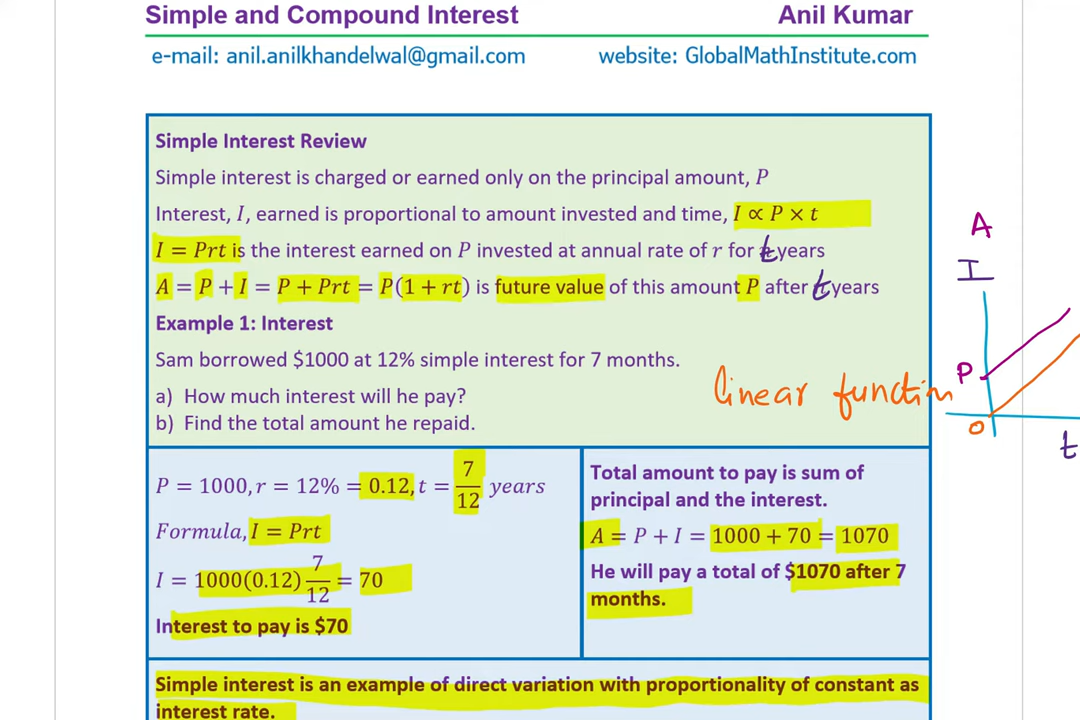 Simple and Compound Interest Anil Kumar
e-mail: anil.anilkhandelwal@gmail.com website: GlobalMathInstitute.com
Simple Interest Review
Simple interest is charged or earned only on the principal amount, P
Interest, I, earned is proportional to amount invested and time, I ∝ P × t
I = Prt is the interest earned on P invested at annual rate of r for t years
A = P + I = P + Prt = P(1 + rt) is future value of this amount P after t years
Example 1: Interest
Sam borrowed $1000 at 12% simple interest for 7 months.
a) How much interest will he pay?
b) Find the total amount he repaid.
linear function
A
I
P
O
t
P = 1000, r = 12% = 0.12, t = 7/12 years
Formula, I = Prt
I = 1000(0.12) 7/12 = 70
Interest to pay is $70
Total amount to pay is sum of
principal and the interest.
A = P + I = 1000 + 70 = 1070
He will pay a total of $1070 after 7
months.
Simple interest is an example of direct variation with proportionality of constant as
interest rate.